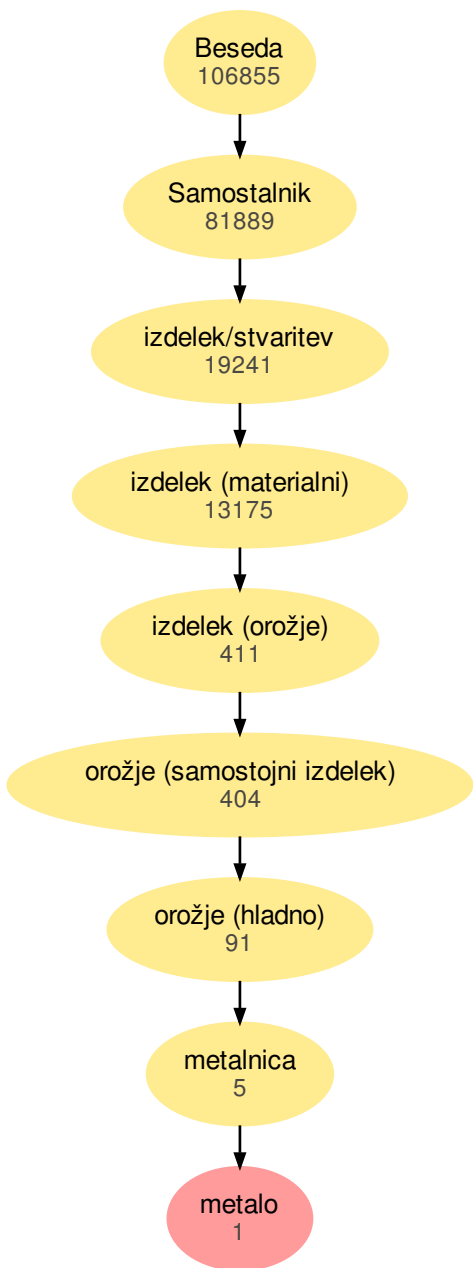 Beseda
106855
Samostalnik
81889
izdelek/stvaritev
19241
izdelek (materialni)
13175
izdelek (orožje)
411
orožje (samostojni izdelek)
404
orožje (hladno)
91
metalnica
5
metalo
1